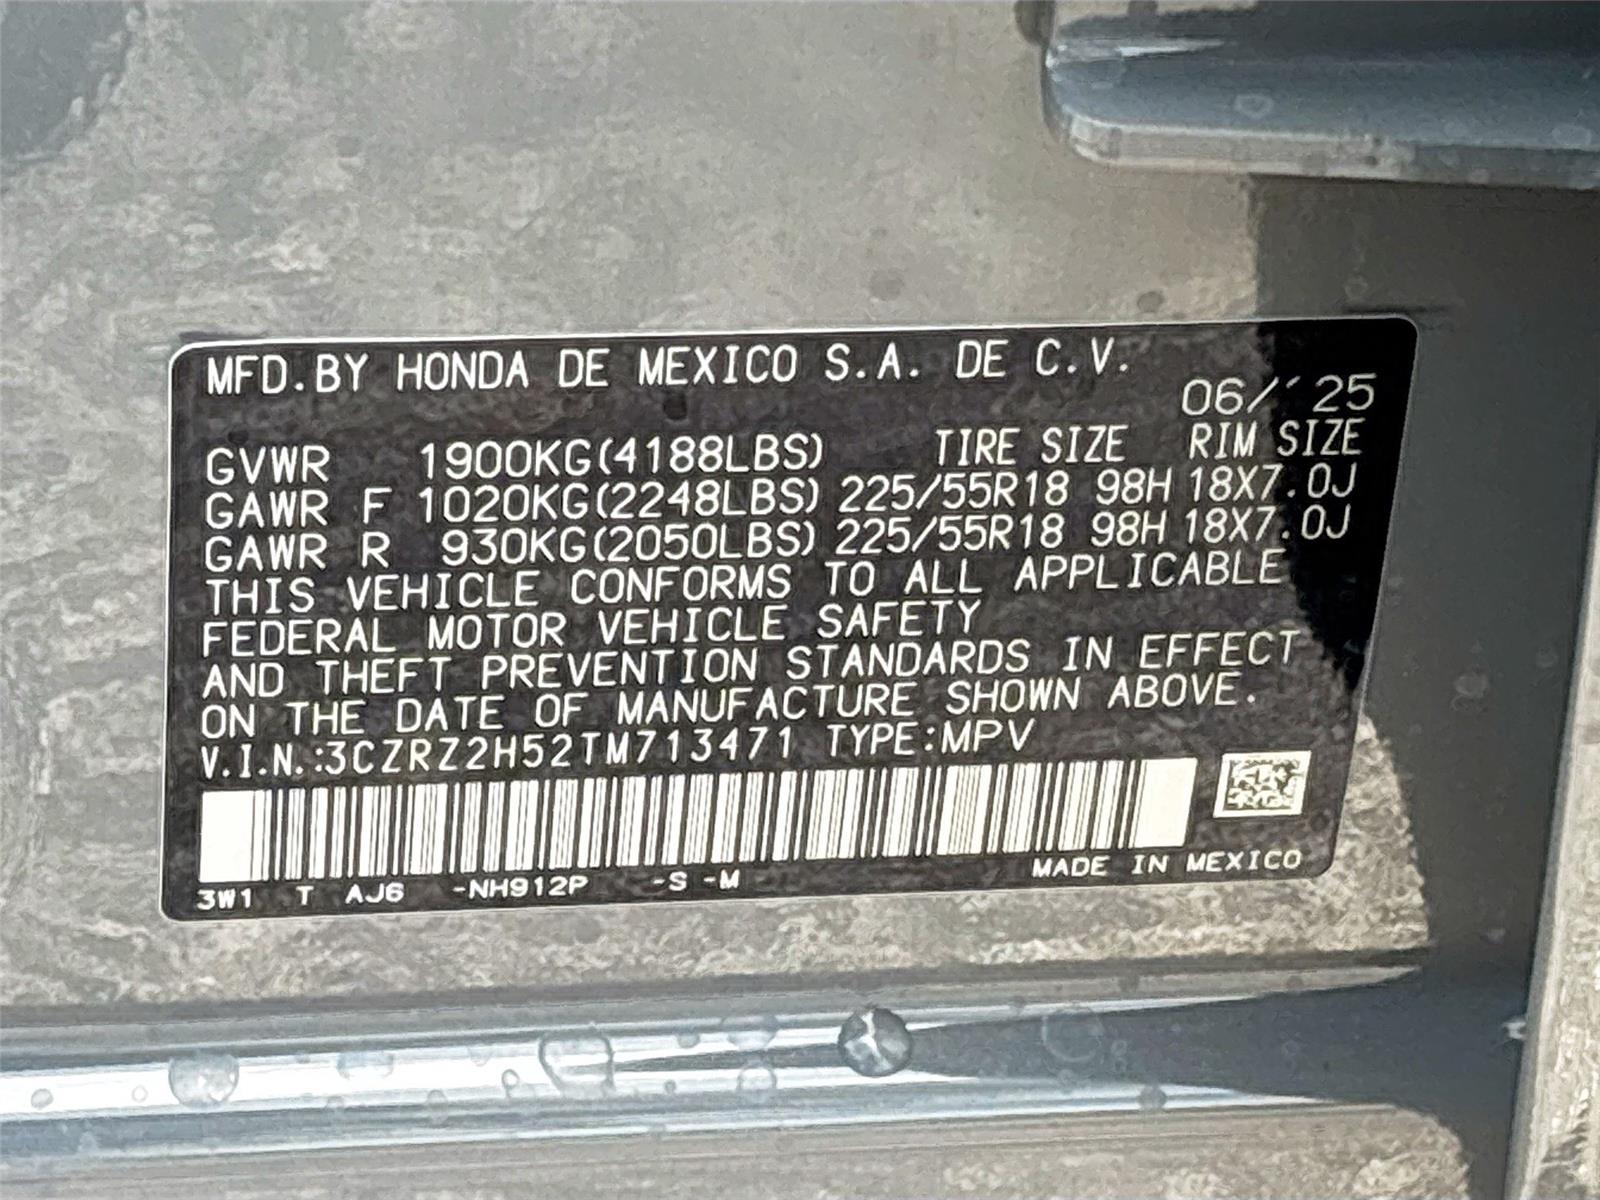 MFD.BY HONDA DE MEXICO S.A. DE C.V.
06/'25
GVWR 1900KG(4188LBS) TIRE SIZE RIM SIZE
GAWR F 1020KG(2248LBS) 225/55R18 98H 18X7.0J
GAWR R 930KG(2050LBS) 225/55R18 98H 18X7.0J
THIS VEHICLE CONFORMS TO ALL APPLICABLE
FEDERAL MOTOR VEHICLE SAFETY
AND THEFT PREVENTION STANDARDS IN EFFECT
ON THE DATE OF MANUFACTURE SHOWN ABOVE.
V.I.N.:3CZRZ2H52TM713471 TYPE:MPV
3W1 T AJ6 -NH912P -S -M MADE IN MEXICO